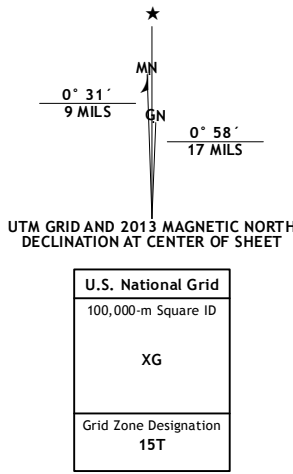 ★
MN
0° 31´
9 MILS
GN
0° 58´
17 MILS
UTM GRID AND 2013 MAGNETIC NORTH
DECLINATION AT CENTER OF SHEET
U.S. National Grid
100,000-m Square ID
XG
Grid Zone Designation
15T